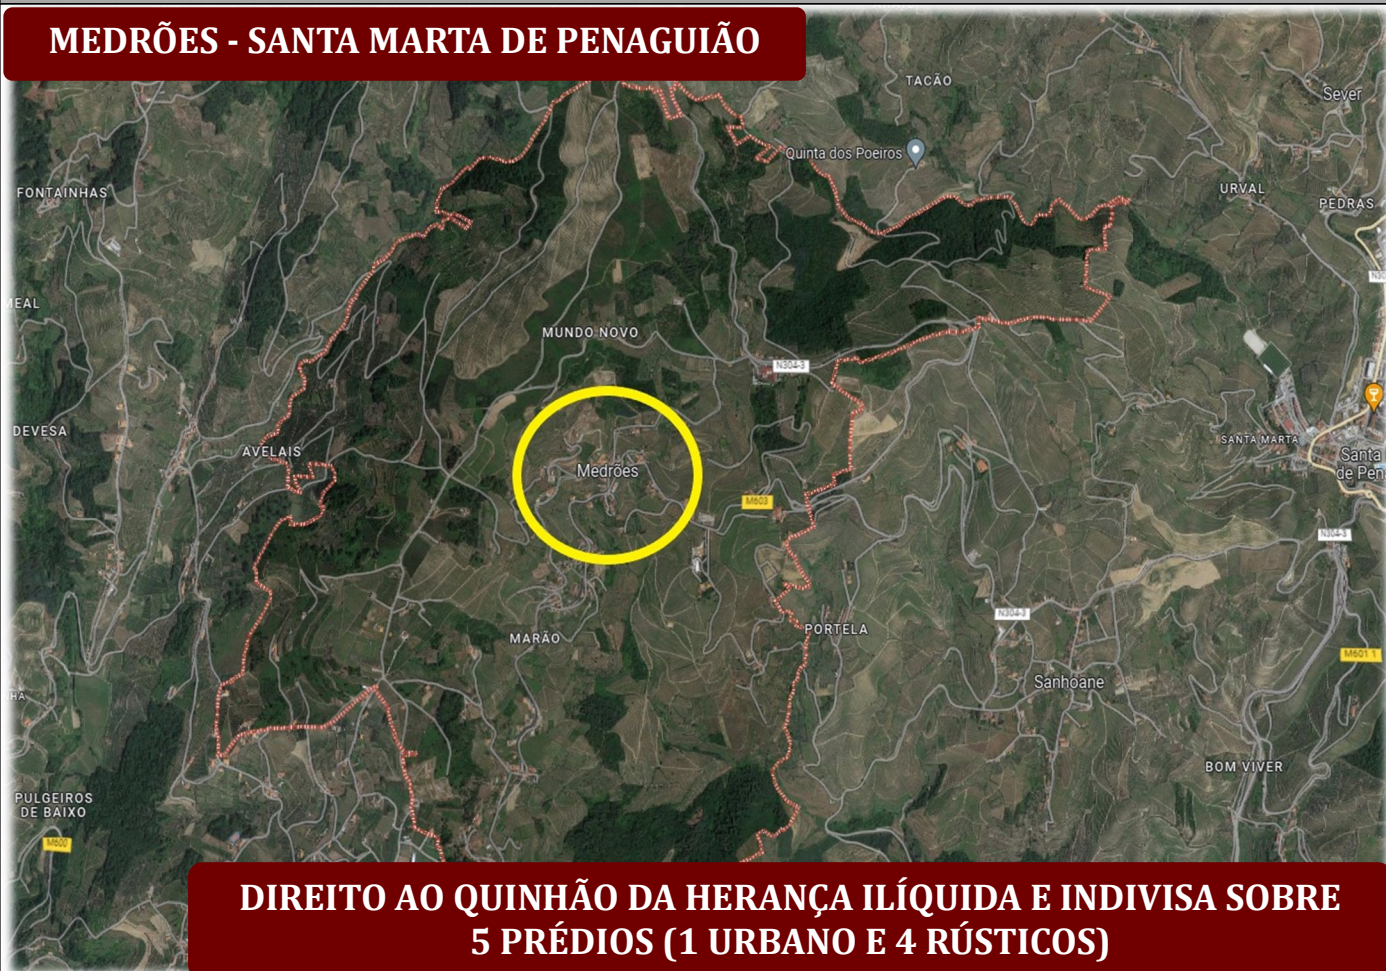 MEDRÕES - SANTA MARTA DE PENAGUIÃO
TACÃO
Sever
Quinta dos Poeiros
FONTAINHAS
URVAL
PEDRAS
MEAL
MUNDO NOVO
N304-3
DEVESA
AVELAIS
SANTA MARTA
Santa
de Pen
Medrões
M603
N304-3
N304-3
MARÃO
PORTELA
M601 1
Sanhoane
HA
BOM VIVER
PULGEIROS
DE BAIXO
M600
DIREITO AO QUINHÃO DA HERANÇA ILÍQUIDA E INDIVISA SOBRE
5 PRÉDIOS (1 URBANO E 4 RÚSTICOS)